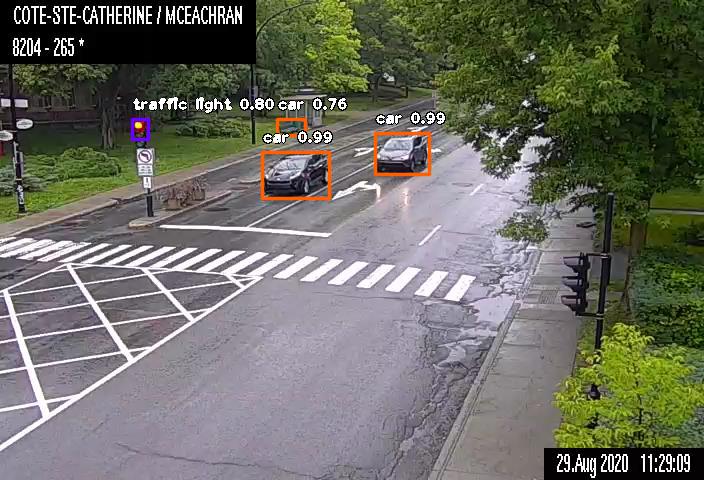 COTE-STE-CATHERINE / MCEACHRAN
8204 - 265 *
traffic light 0.80
car 0.76
car 0.99
car 0.99
29.Aug 2020 11:29:09